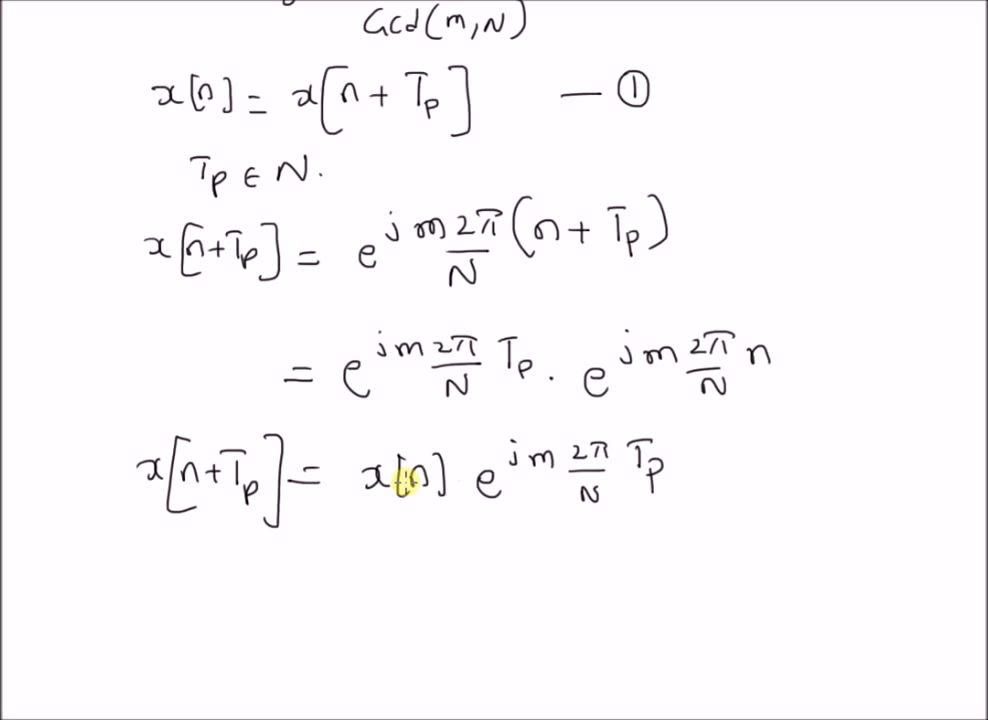 Gcd(m,N)
x[n] = x[n + Tp] — ①
Tp ∈ N.
x[n+Tp] = e^{jm 2π/N (n + Tp)}
= e^{jm 2π/N Tp} . e^{jm 2π/N n}
x[n+Tp] = x[n] e^{jm 2π/N Tp}